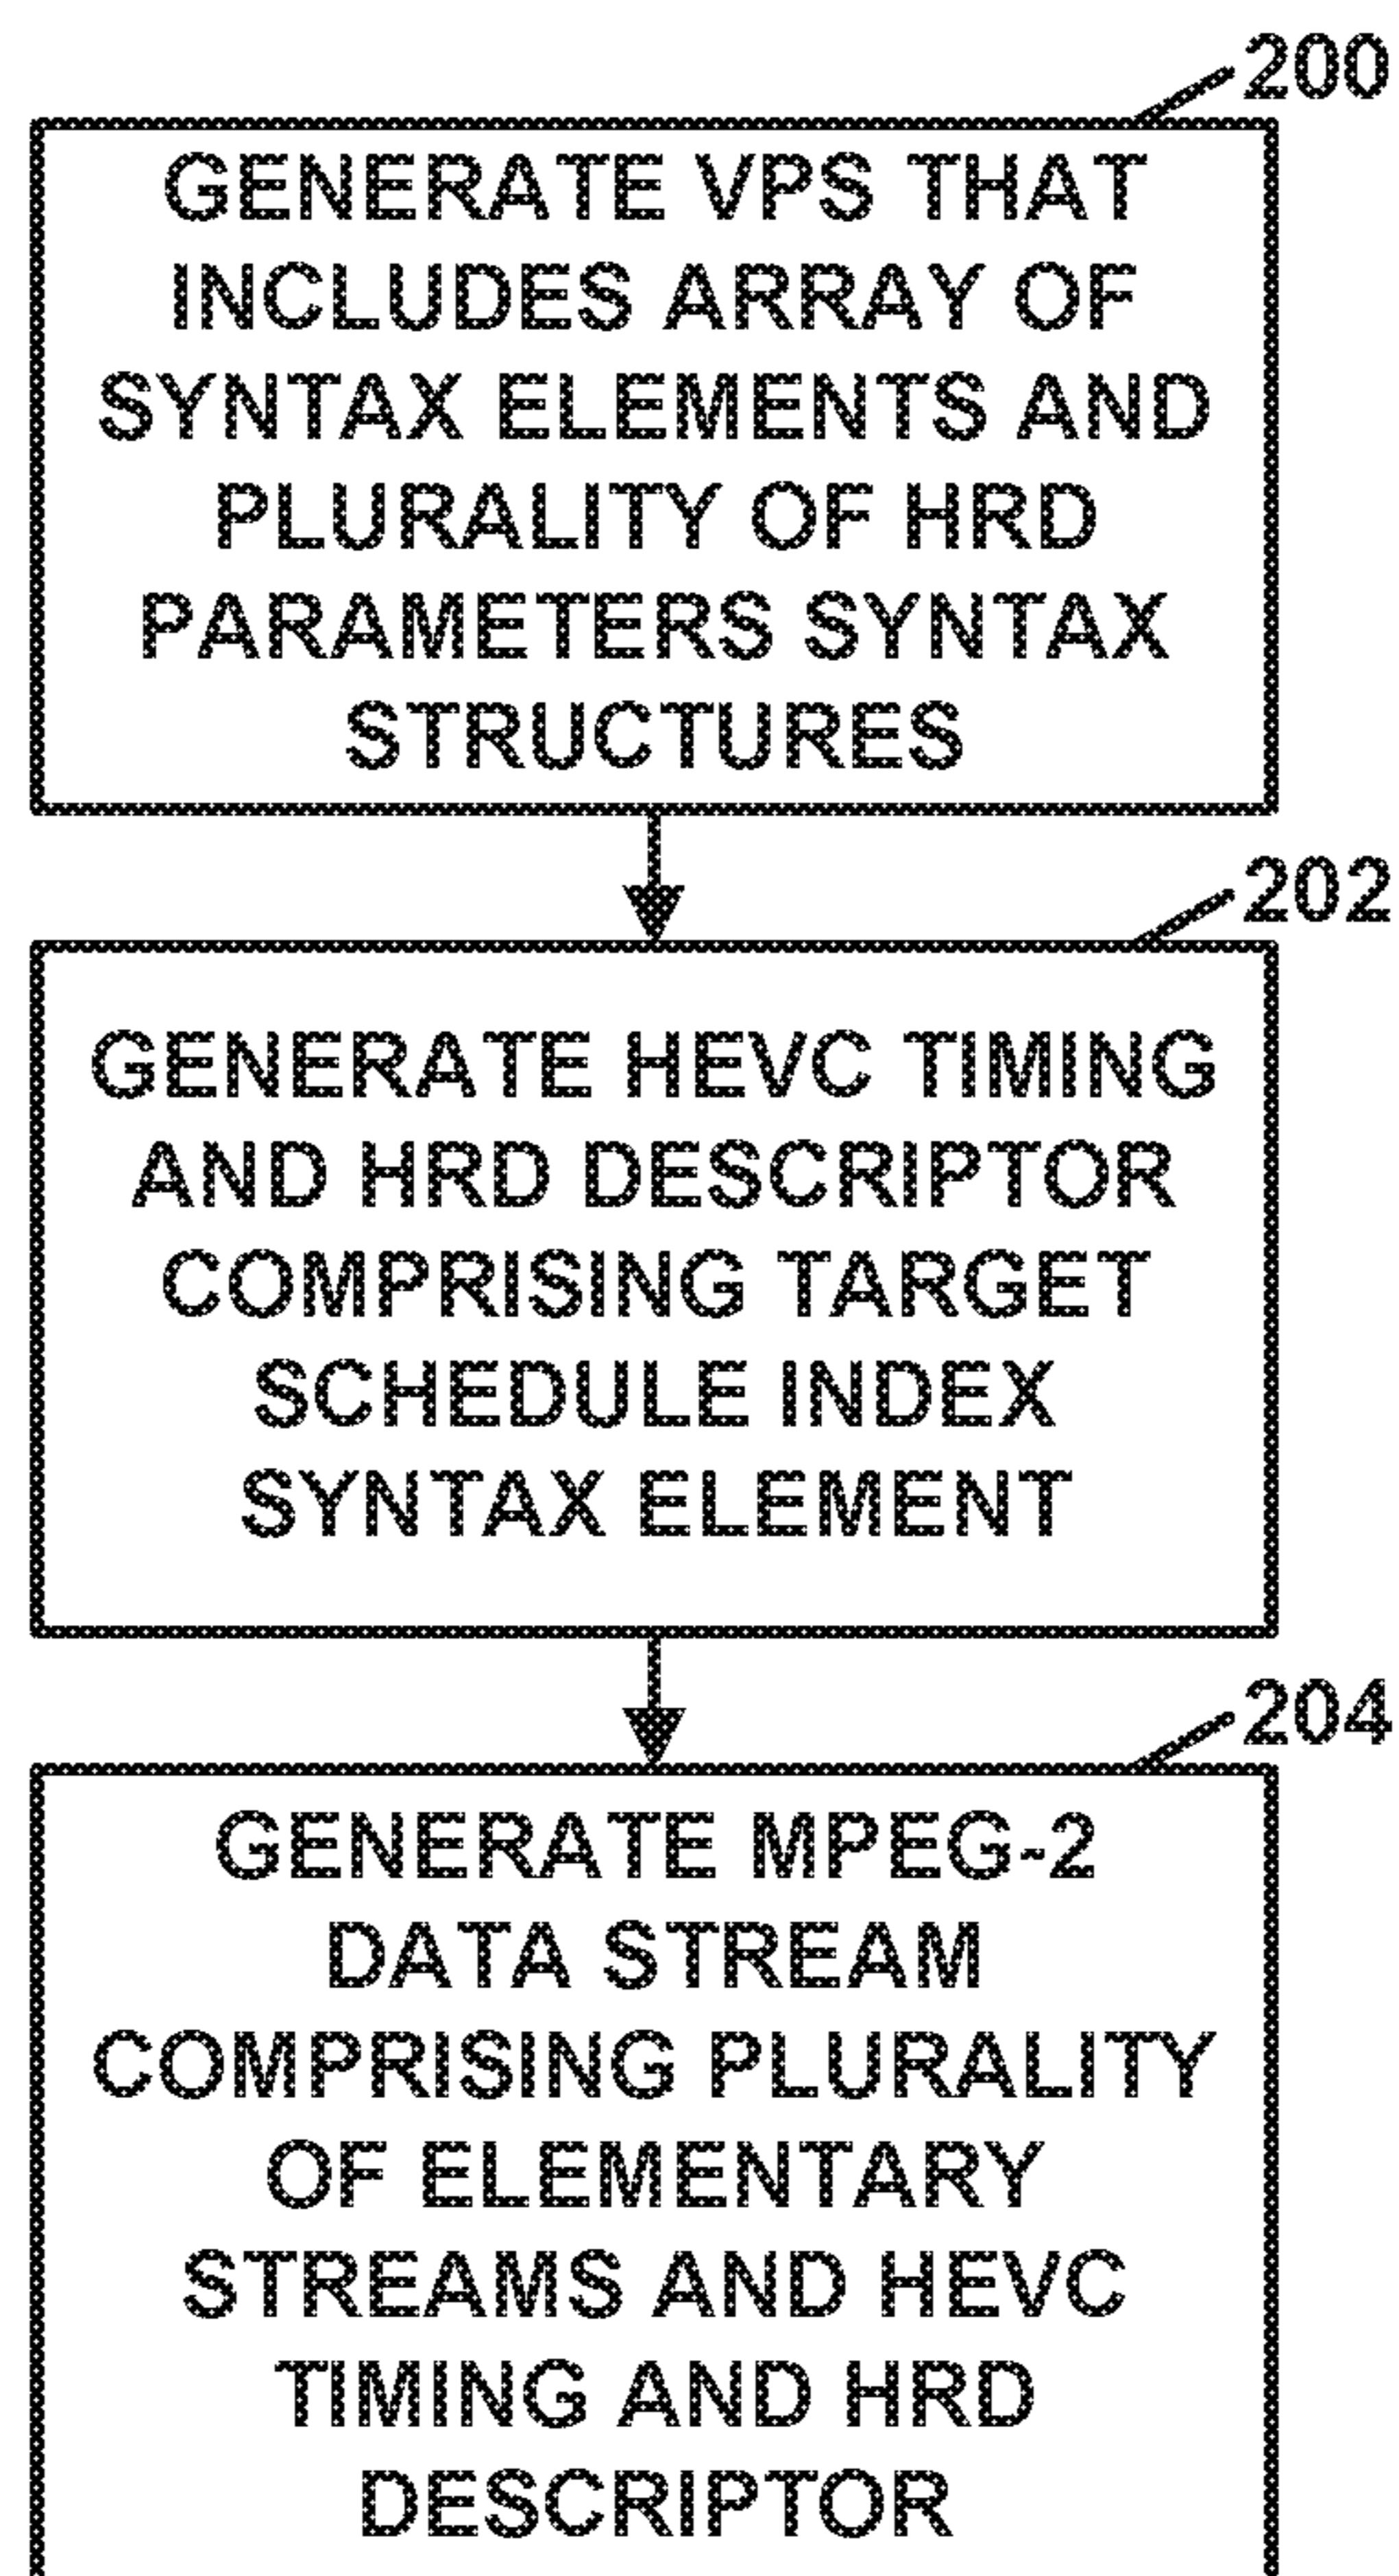 200
GENERATE VPS THAT
INCLUDES ARRAY OF
SYNTAX ELEMENTS AND
PLURALITY OF HRD
PARAMETERS SYNTAX
STRUCTURES
202
GENERATE HEVC TIMING
AND HRD DESCRIPTOR
COMPRISING TARGET
SCHEDULE INDEX
SYNTAX ELEMENT
204
GENERATE MPEG-2
DATA STREAM
COMPRISING PLURALITY
OF ELEMENTARY
STREAMS AND HEVC
TIMING AND HRD
DESCRIPTOR